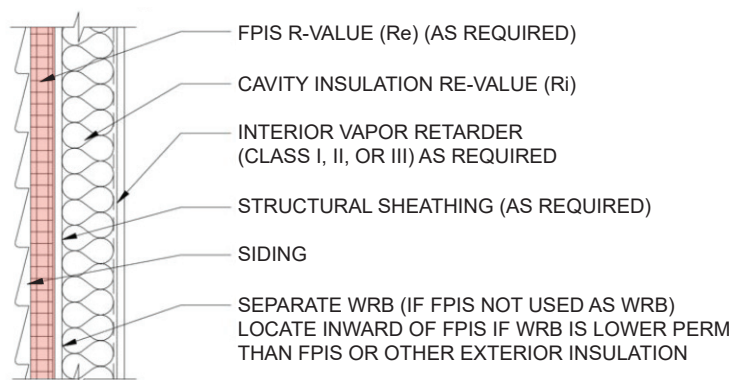 FPIS R-VALUE (Re) (AS REQUIRED)
CAVITY INSULATION RE-VALUE (Ri)
INTERIOR VAPOR RETARDER
(CLASS I, II, OR III) AS REQUIRED
STRUCTURAL SHEATHING (AS REQUIRED)
SIDING
SEPARATE WRB (IF FPIS NOT USED AS WRB)
LOCATE INWARD OF FPIS IF WRB IS LOWER PERM
THAN FPIS OR OTHER EXTERIOR INSULATION